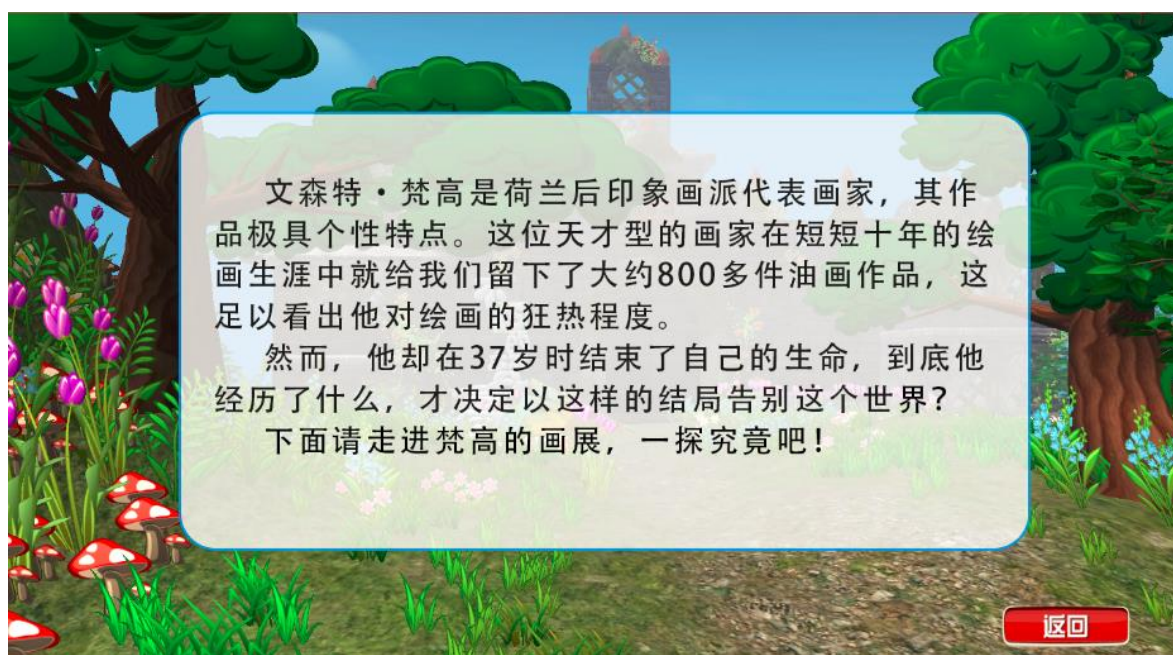 文森特·梵高是荷兰后印象画派代表画家，其作
品极具个性特点。这位天才型的画家在短短十年的绘
画生涯中就给我们留下了大约800多件油画作品，这
足以看出他对绘画的狂热程度。
然而，他却在37岁时结束了自己的生命，到底他
经历了什么，才决定以这样的结局告别这个世界？
下面请走进梵高的画展，一探究竟吧！
返回